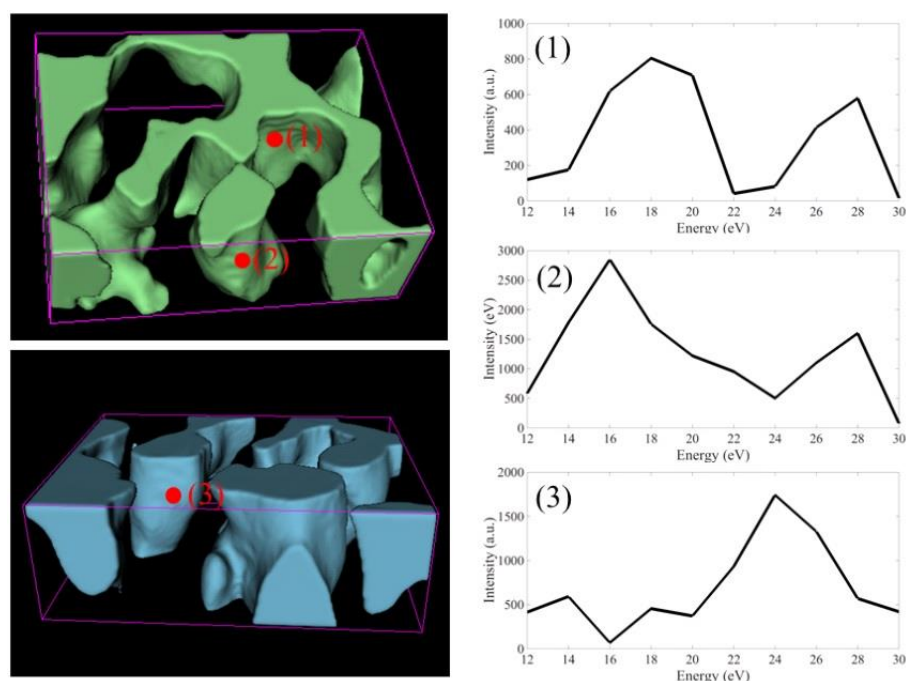 (1)
(2)
(3)
(1)
Intensity (a.u.)
1000
800
600
400
200
0
12 14 16 18 20 22 24 26 28 30
Energy (eV)
(2)
Intensity (eV)
3000
2500
2000
1500
1000
500
0
12 14 16 18 20 22 24 26 28 30
Energy (eV)
(3)
Intensity (a.u.)
2000
1500
1000
500
0
12 14 16 18 20 22 24 26 28 30
Energy (eV)